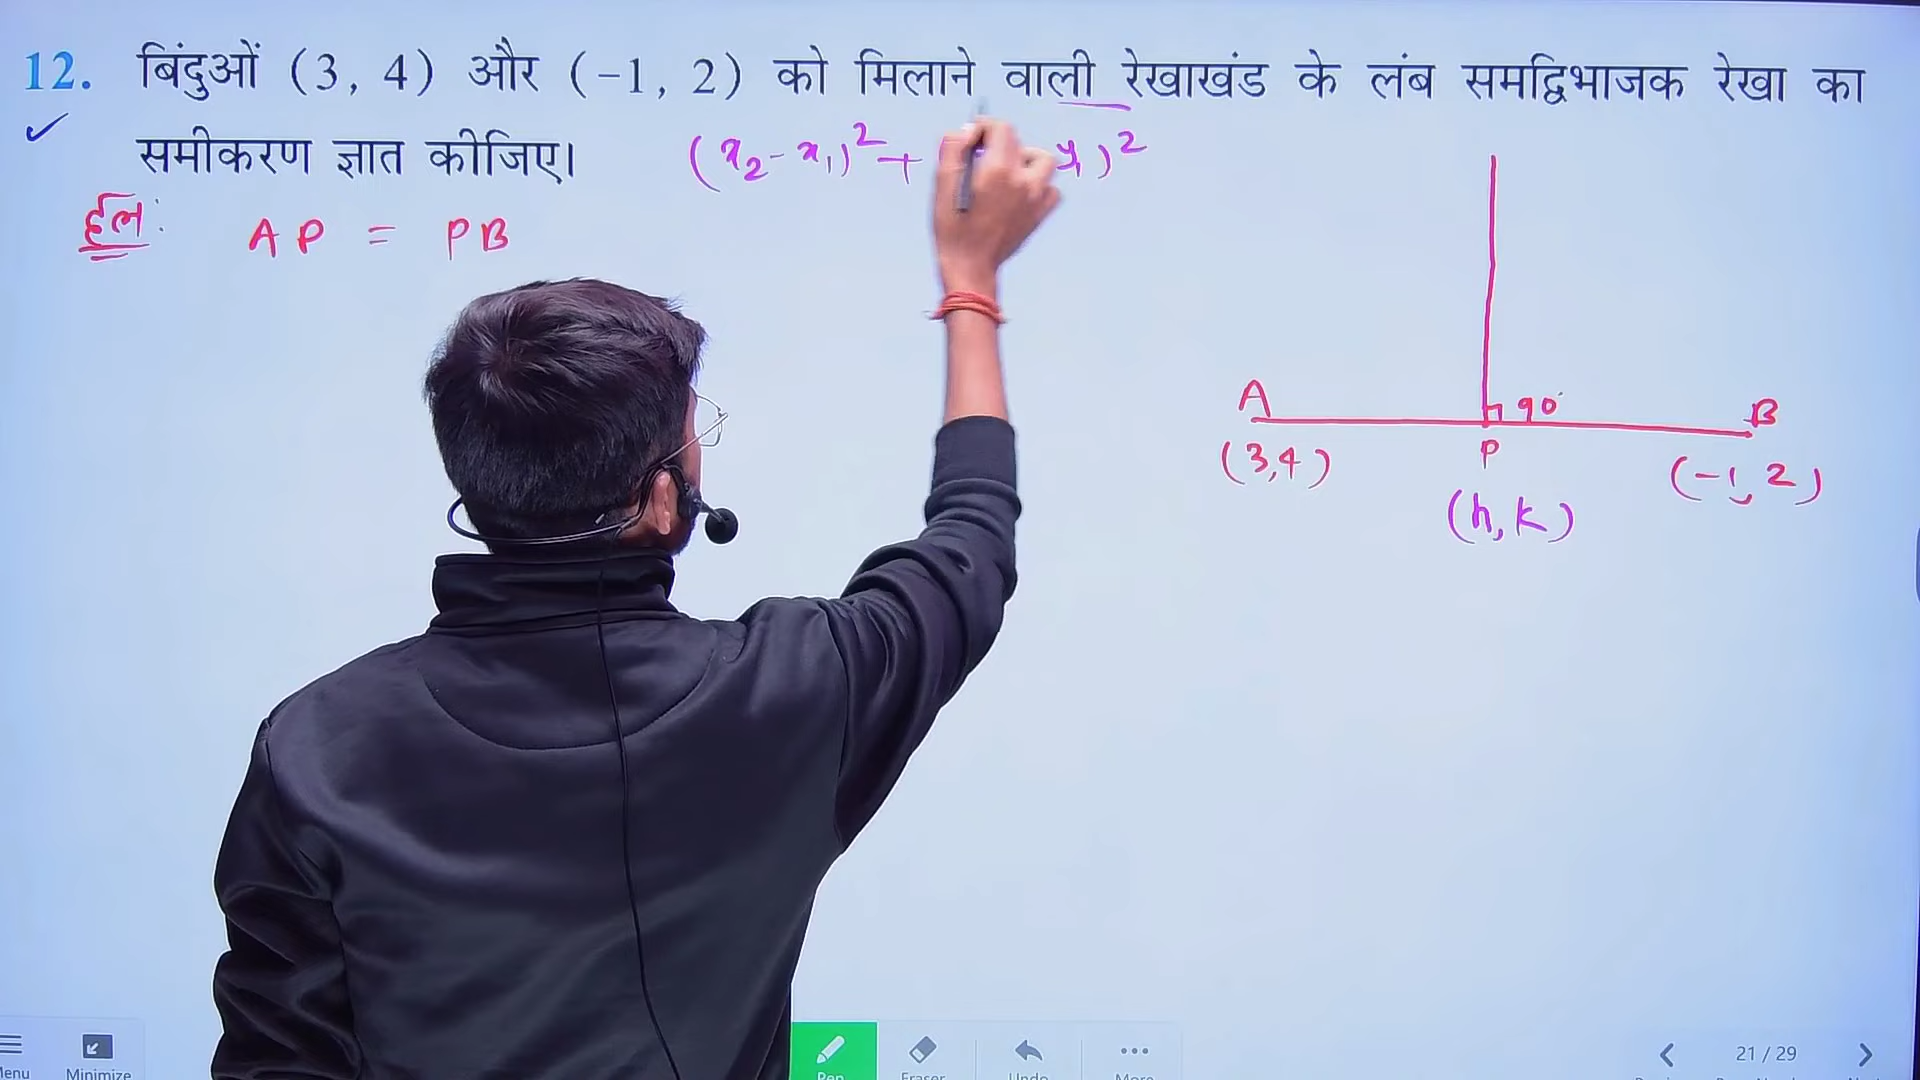 12. बिंदुओं (3, 4) और (-1, 2) को मिलाने वाली रेखाखंड के लंब समद्विभाजक रेखा का
समीकरण ज्ञात कीजिए।
(x₂-x₁)²+ y₁)²
हल: AP = PB
A 90° B
(3,4) P (-1, 2)
(h, k)
Minimize Pen Eraser Undo More 21 / 29